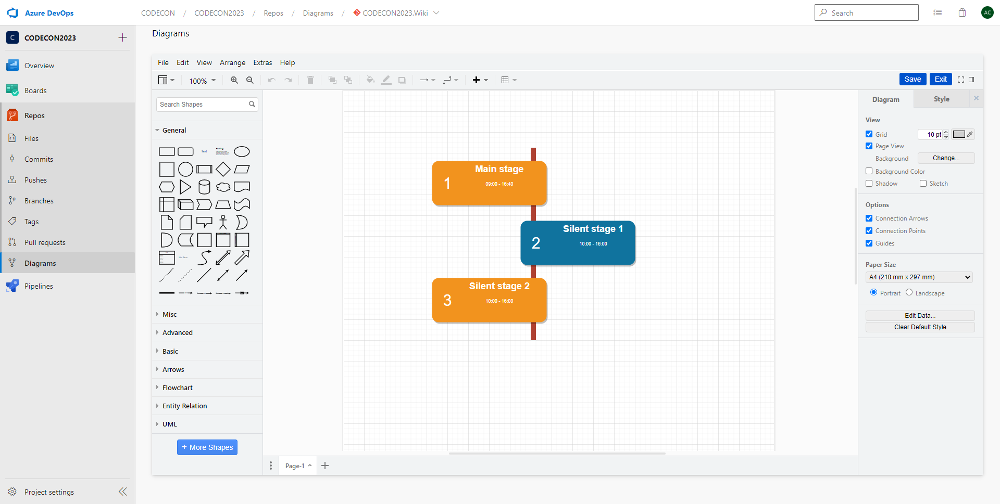 Azure DevOps
CODECON / CODECON2023 / Repos / Diagrams / CODECON2023.Wiki
Search
AC
C CODECON2023
Overview
Boards
Repos
Files
Commits
Pushes
Branches
Tags
Pull requests
Diagrams
Pipelines
Project settings
Diagrams
File Edit View Arrange Extras Help
100%
Save Exit
Search Shapes
General
Text
Heading
List Item
Misc
Advanced
Basic
Arrows
Flowchart
Entity Relation
UML
+ More Shapes
Main stage
1
09:00 - 16:40
Silent stage 1
2
10:00 - 16:00
Silent stage 2
3
10:00 - 16:00
Page-1
Diagram Style
View
Grid 10 pt
Page View
Background Change...
Background Color
Shadow Sketch
Options
Connection Arrows
Connection Points
Guides
Paper Size
A4 (210 mm x 297 mm)
Portrait Landscape
Edit Data...
Clear Default Style